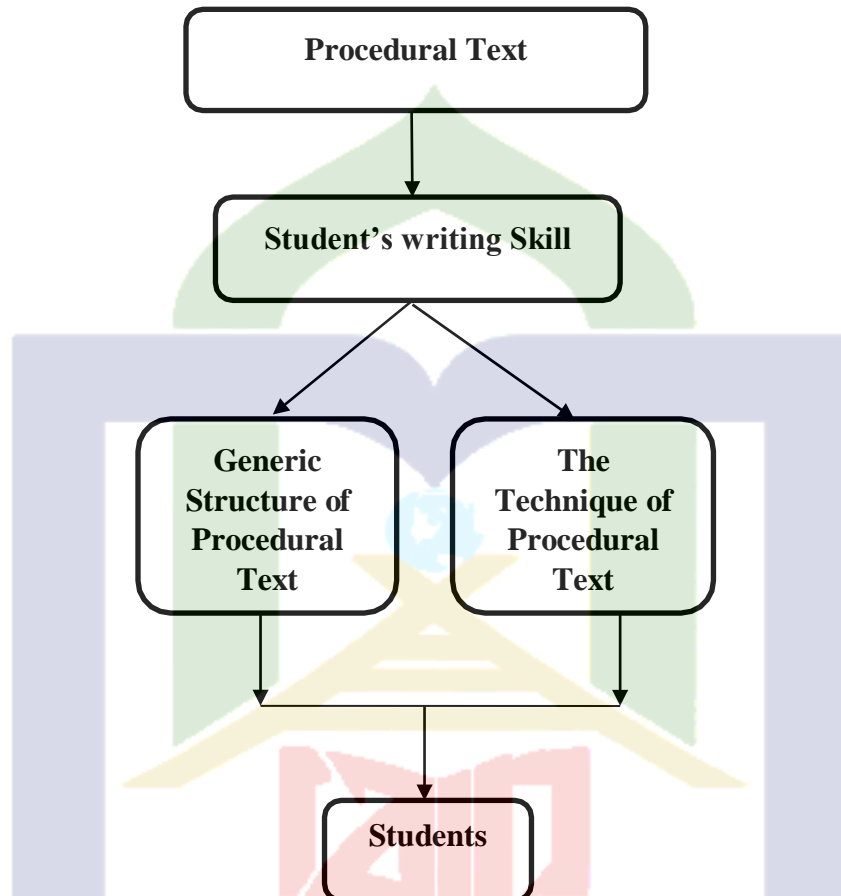 Procedural Text
Student’s writing Skill
Generic
Structure of
Procedural
Text
The
Technique of
Procedural
Text
Students